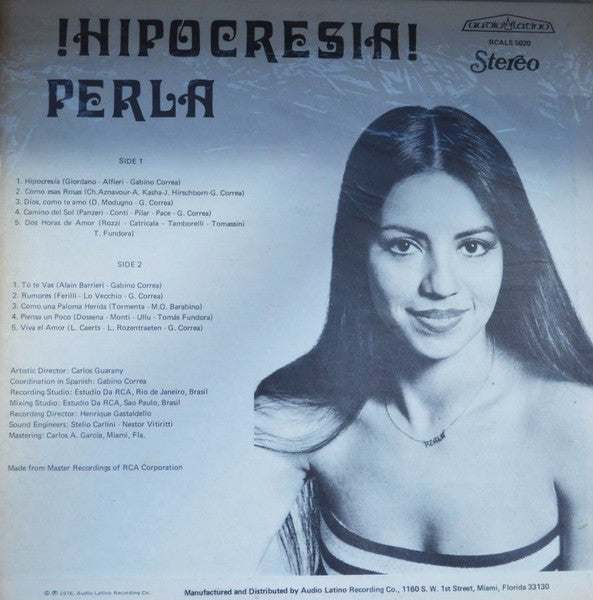 !HIPOCRESIA!
PERLA
audio latino
RCALS 5020
Stereo
SIDE 1
1. Hipocresía (Giordano - Alfieri - Gabino Correa)
2. Como esas Rosas (Ch.Aznavour-A. Kasha-J. Hirschborn-G. Correa)
3. Dios, como te amo (D. Modugno - G. Correa)
4. Camino del Sol (Panzeri - Conti - Pilar - Pace - G. Correa)
5. Dos Horas de Amor (Rozzi - Catricala - Tamborelli - Tomassini
T. Fundora)
SIDE 2
1. Tú te Vas (Alain Barrieri - Gabino Correa)
2. Rumores (Ferilli - Lo Vecchio - G. Correa)
3. Como una Paloma Herida (Tormenta - M.O. Barabino)
4. Piensa un Poco (Dossena - Monti - Ullu - Tomás Fundora)
5. Viva el Amor (L. Caerts - L. Rozentraeten - G. Correa)
Artistic Director: Carlos Guarany
Coordination in Spanish: Gabino Correa
Recording Studio: Estudio Da RCA, Rio de Janeiro, Brasil
Mixing Studio: Estudio Da RCA, Sao Paulo, Brasil
Recording Director: Henrique Gastaldello
Sound Engineers: Stelio Carlini - Nestor Vitiritti
Mastering: Carlos A. García, Miami, Fla.
Made from Master Recordings of RCA Corporation
PERLA
© ℗ 1976, Audio Latino Recording Co.
Manufactured and Distributed by Audio Latino Recording Co., 1160 S. W. 1st Street, Miami, Florida 33130